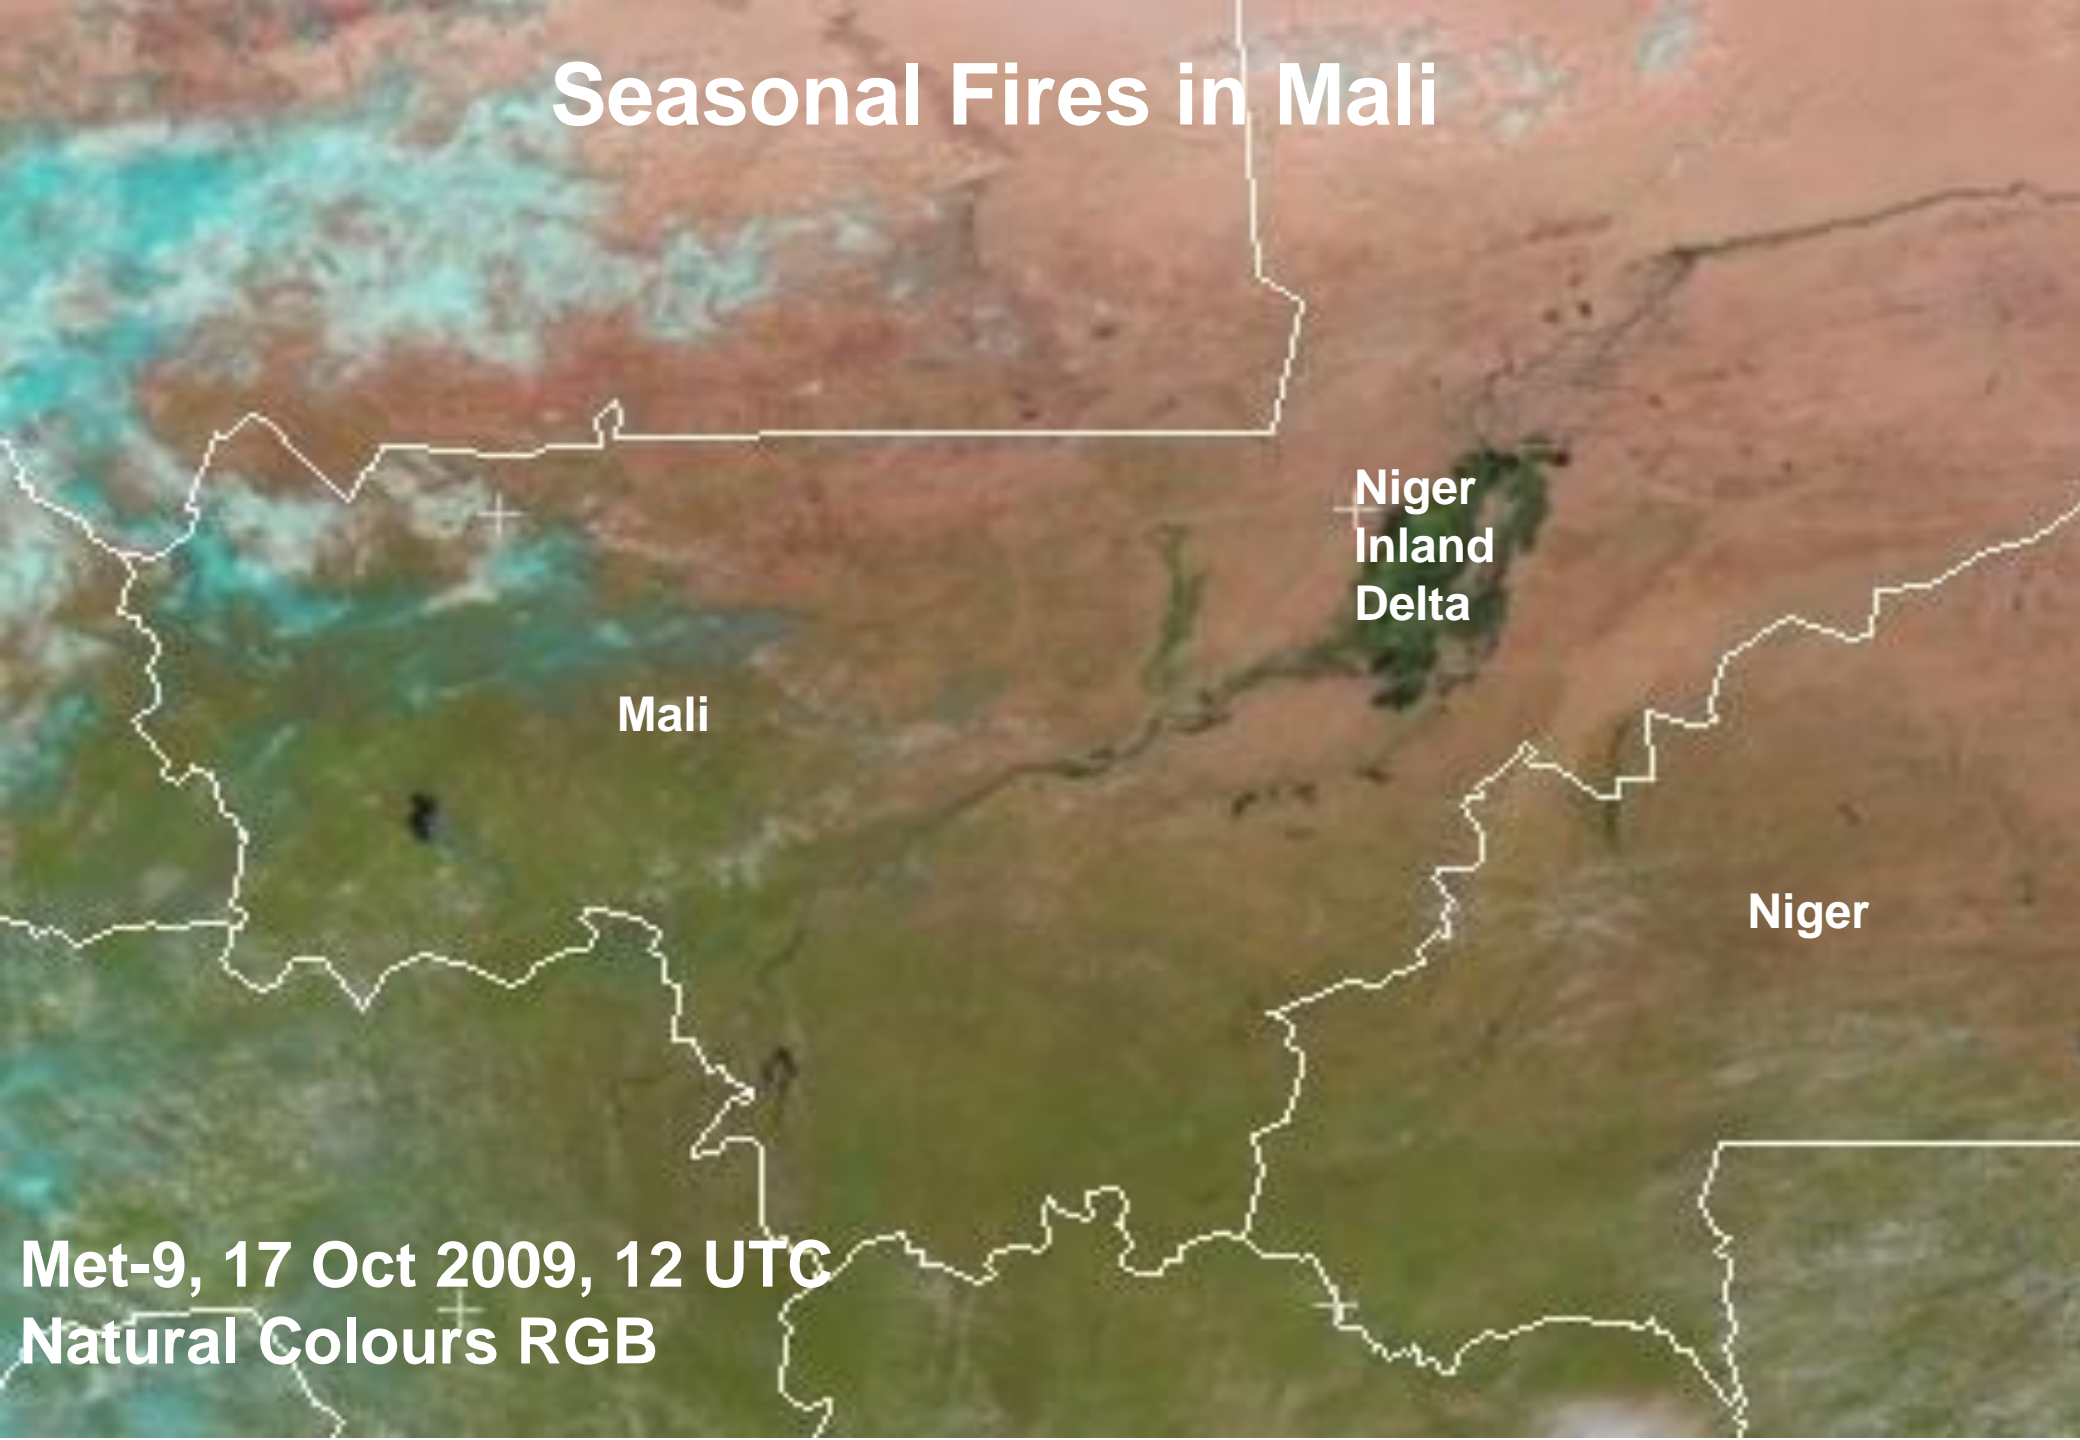 Seasonal Fires in Mali
Niger
Inland
Delta
Mali
Niger
Met-9, 17 Oct 2009, 12 UTC
Natural Colours RGB